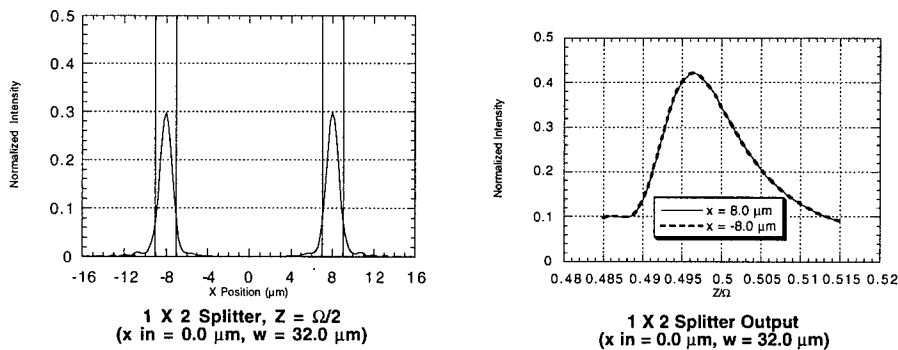 0.5
0.4
0.3
0.2
0.1
0
Normalized Intensity
-16 -12 -8 -4 0 4 8 12 16
X Position (µm)
1 X 2 Splitter, Z = Ω/2
(x in = 0.0 µm, w = 32.0 µm)
0.5
0.4
0.3
0.2
0.1
0
Normalized Intensity
x = 8.0 µm
x = -8.0 µm
0.48 0.485 0.49 0.495 0.5 0.505 0.51 0.515 0.52
Z/Ω
1 X 2 Splitter Output
(x in = 0.0 µm, w = 32.0 µm)